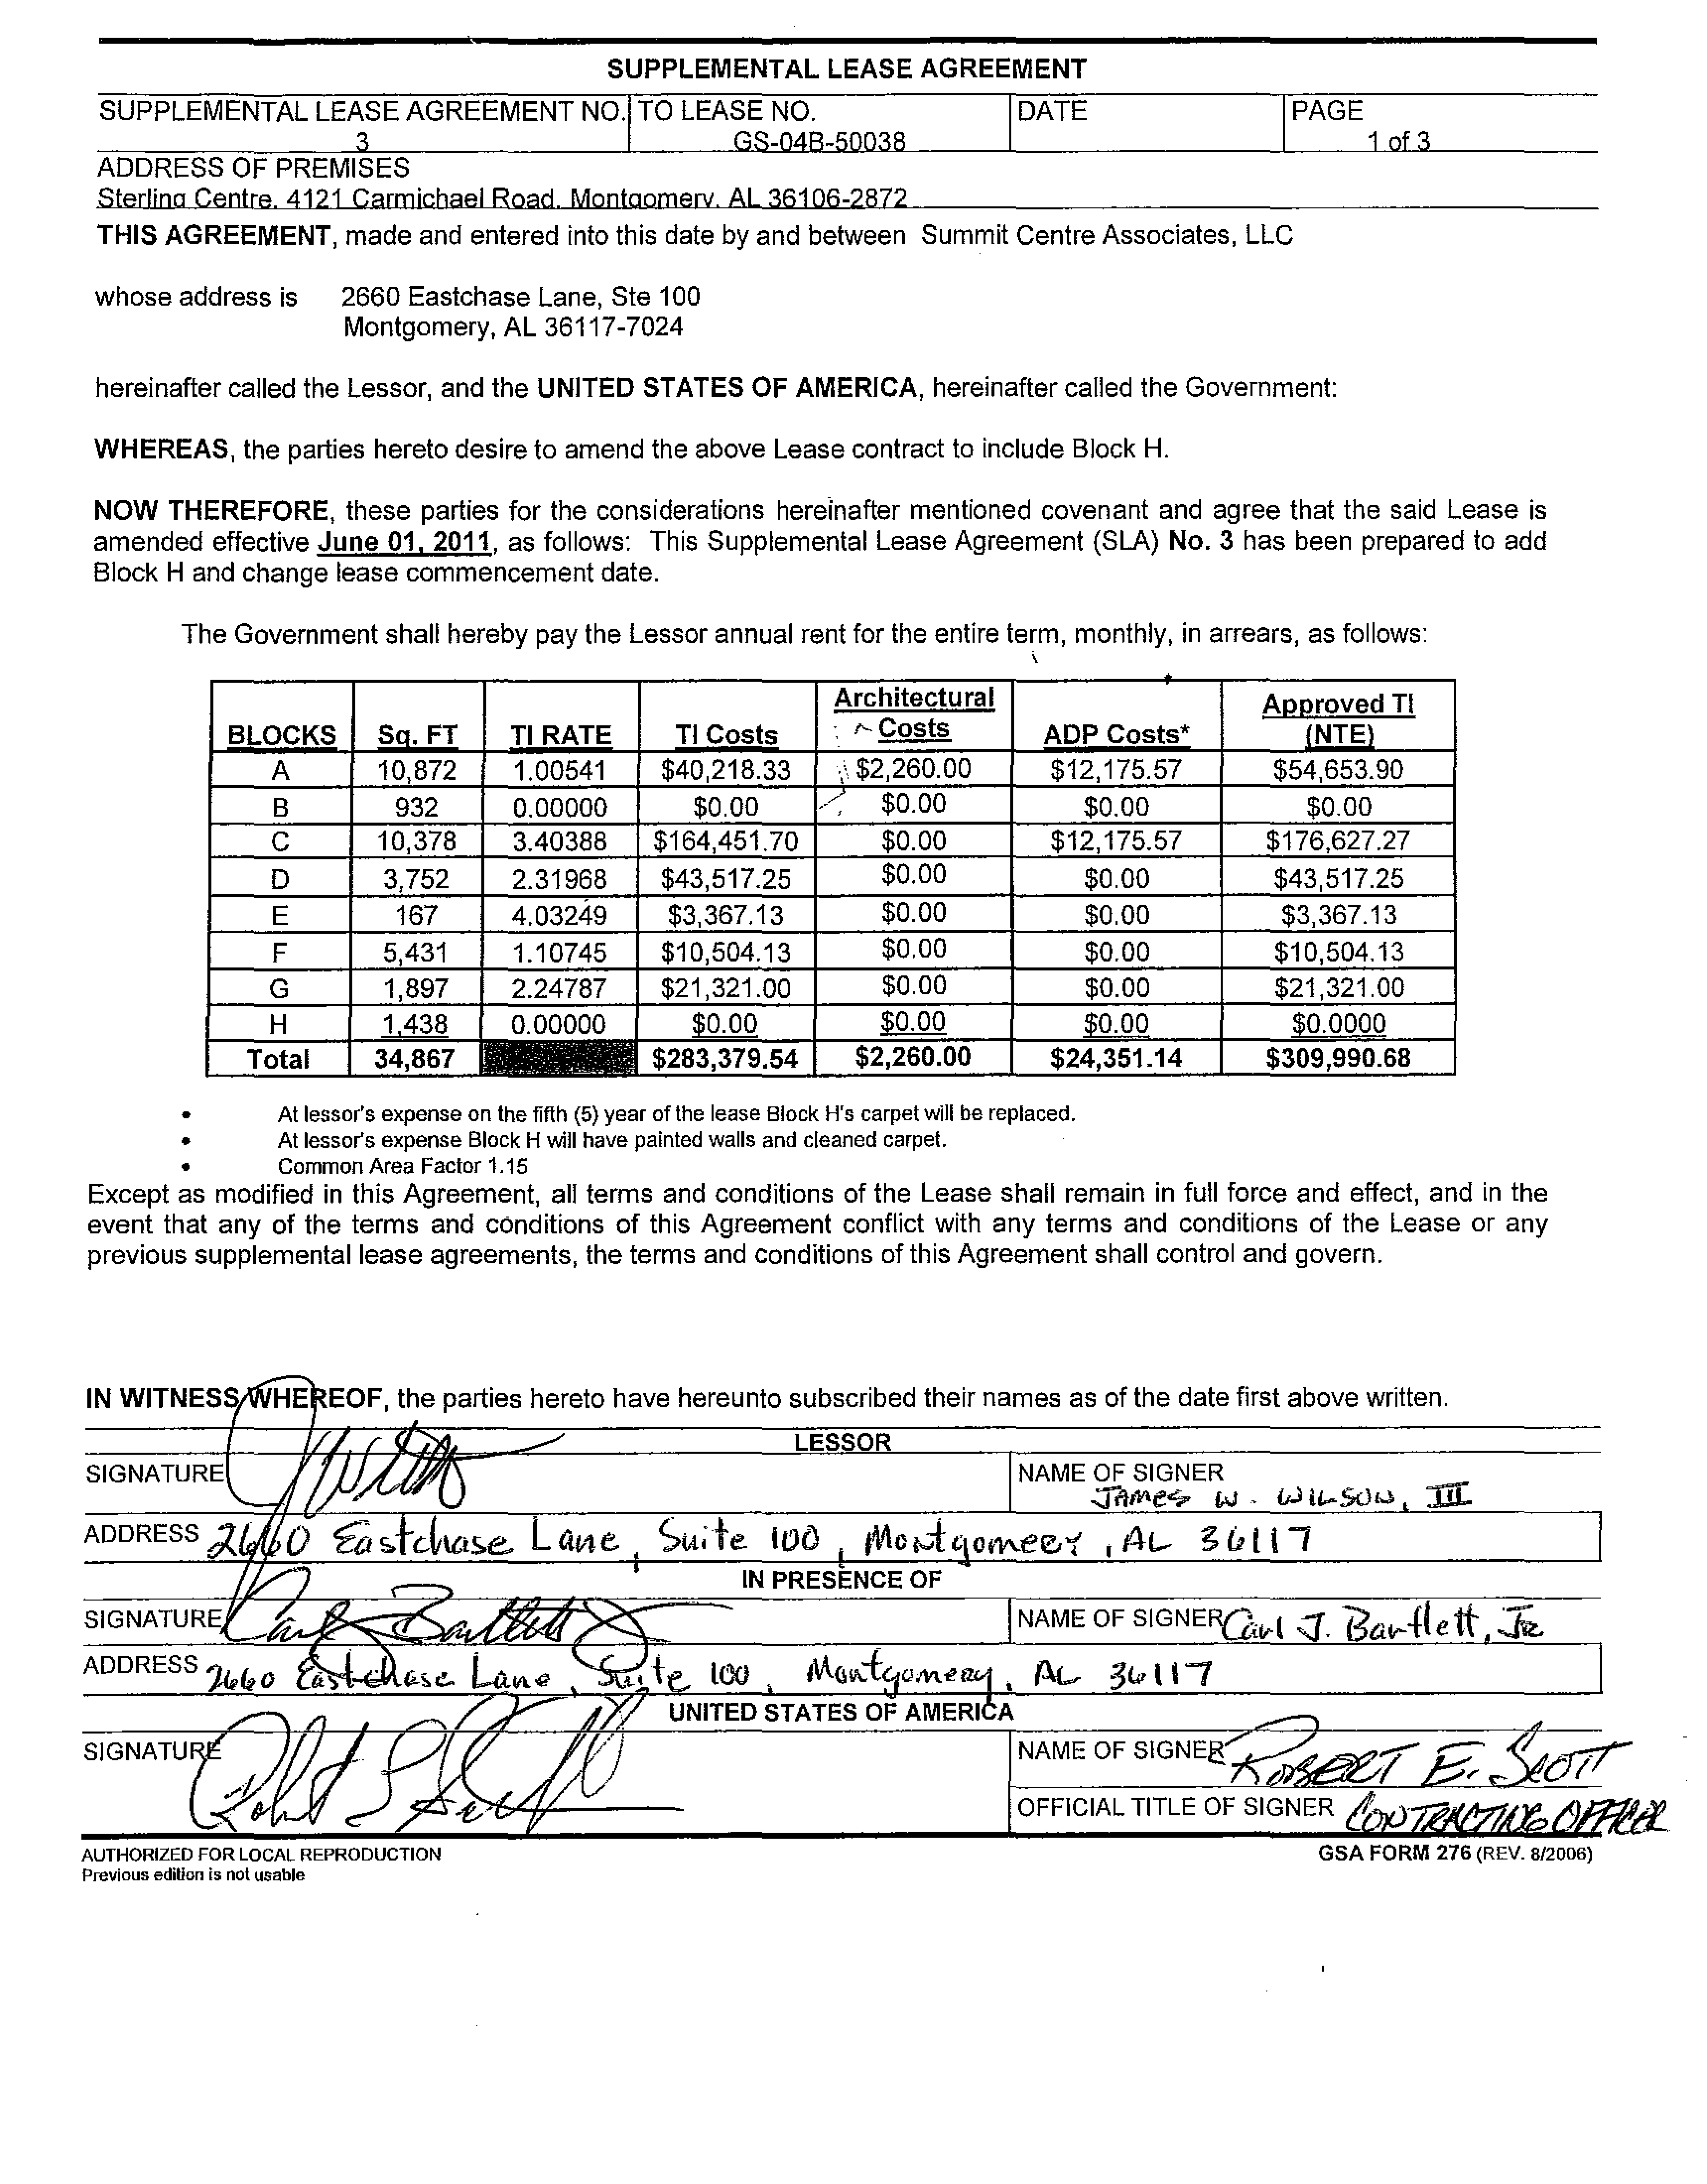 SUPPLEMENTAL LEASE AGREEMENT
SUPPLEMENTAL LEASE AGREEMENT NO. TO LEASE NO. DATE PAGE
3 GS-04B-50038 1 of 3
ADDRESS OF PREMISES
Sterling Centre, 4121 Carmichael Road, Montgomery, AL 36106-2872
THIS AGREEMENT, made and entered into this date by and between Summit Centre Associates, LLC
whose address is 2660 Eastchase Lane, Ste 100
Montgomery, AL 36117-7024
hereinafter called the Lessor, and the UNITED STATES OF AMERICA, hereinafter called the Government:
WHEREAS, the parties hereto desire to amend the above Lease contract to include Block H.
NOW THEREFORE, these parties for the considerations hereinafter mentioned covenant and agree that the said Lease is
amended effective June 01, 2011, as follows: This Supplemental Lease Agreement (SLA) No. 3 has been prepared to add
Block H and change lease commencement date.
The Government shall hereby pay the Lessor annual rent for the entire term, monthly, in arrears, as follows:
BLOCKS Sq. FT TI RATE TI Costs Architectural Costs ADP Costs* Approved TI (NTE)
A 10,872 1.00541 $40,218.33 $2,260.00 $12,175.57 $54,653.90
B 932 0.00000 $0.00 $0.00 $0.00 $0.00
C 10,378 3.40388 $164,451.70 $0.00 $12,175.57 $176,627.27
D 3,752 2.31968 $43,517.25 $0.00 $0.00 $43,517.25
E 167 4.03249 $3,367.13 $0.00 $0.00 $3,367.13
F 5,431 1.10745 $10,504.13 $0.00 $0.00 $10,504.13
G 1,897 2.24787 $21,321.00 $0.00 $0.00 $21,321.00
H 1,438 0.00000 $0.00 $0.00 $0.00 $0.0000
Total 34,867 $283,379.54 $2,260.00 $24,351.14 $309,990.68
• At lessor's expense on the fifth (5) year of the lease Block H's carpet will be replaced.
• At lessor's expense Block H will have painted walls and cleaned carpet.
• Common Area Factor 1.15
Except as modified in this Agreement, all terms and conditions of the Lease shall remain in full force and effect, and in the
event that any of the terms and conditions of this Agreement conflict with any terms and conditions of the Lease or any
previous supplemental lease agreements, the terms and conditions of this Agreement shall control and govern.
IN WITNESS WHEREOF, the parties hereto have hereunto subscribed their names as of the date first above written.
LESSOR
SIGNATURE NAME OF SIGNER
JAMES W. WILSON, III
ADDRESS 2660 Eastchase Lane, Suite 100, Montgomery, AL 36117
IN PRESENCE OF
SIGNATURE Carl Bartlett NAME OF SIGNER Carl J. Bartlett, Jr
ADDRESS 2660 Eastchase Lane, Suite 100, Montgomery, AL 36117
UNITED STATES OF AMERICA
SIGNATURE NAME OF SIGNER ROBERT E. SCOTT
OFFICIAL TITLE OF SIGNER CONTRACTING OFFICER
AUTHORIZED FOR LOCAL REPRODUCTION GSA FORM 276 (REV. 8/2006)
Previous edition is not usable